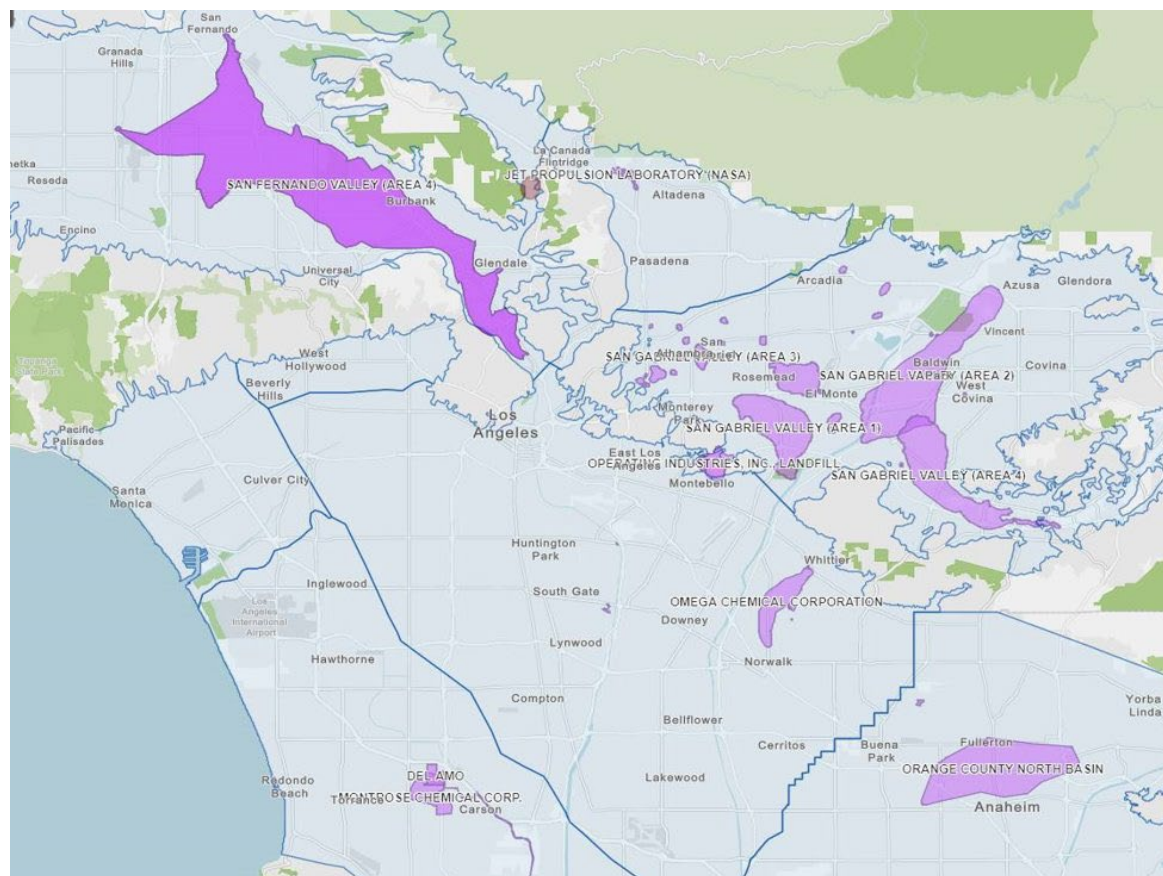 San
Fernando
Granada
Hills
La Canada
Flintridge
Reseda
JET PROPULSION LABORATORY (NASA)
SAN FERNANDO VALLEY (AREA 4)
Burbank
Altadena
Encino
Glendale
Pasadena
Universal
City
Arcadia
Azusa
Glendora
Vincent
West
Hollywood
San
SAN GABRIEL VALLEY (AREA 3)
Alhambra
Baldwin
Covina
Beverly
Hills
Rosemead
SAN GABRIEL VALLEY (AREA 2)
El Monte
West
Covina
Los
Angeles
Monterey
Park
SAN GABRIEL VALLEY (AREA 1)
Pacific
Palisades
East Los
Angeles
OPERATING INDUSTRIES, INC., LANDFILL
Montebello
SAN GABRIEL VALLEY (AREA 4)
Culver City
Santa
Monica
Huntington
Park
Whittier
Inglewood
South Gate
OMEGA CHEMICAL CORPORATION
Los
Angeles
International
Airport
Downey
Lynwood
Hawthorne
Norwalk
Compton
Yorba
Linda
Bellflower
Cerritos
Buena
Park
Fullerton
ORANGE COUNTY NORTH BASIN
Redondo
Beach
DEL AMO
Lakewood
MONTROSE CHEMICAL CORP.
Torrance
Carson
Anaheim